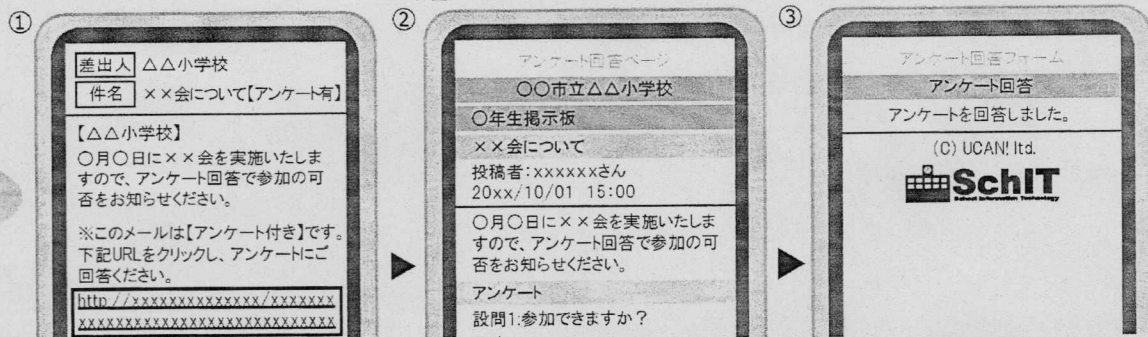 ①
差出人 △△小学校
件名 ××会について【アンケート有】
【△△小学校】
○月○日に××会を実施いたしま
すので、アンケート回答で参加の可
否をお知らせください。
※このメールは【アンケート付き】です。
下記URLをクリックし、アンケートにご
回答ください。
http://xxxxxxxxxxxxxx/xxxxxxx
xxxxxxxxxxxxxxxxxxxxxxxxxxxx
②
アンケート回答ページ
○○市立△△小学校
○年生掲示板
××会について
投稿者:xxxxxxさん
20xx/10/01 15:00
○月○日に××会を実施いたしま
すので、アンケート回答で参加の可
否をお知らせください。
アンケート
設問1:参加できますか?
③
アンケート回答フォーム
アンケート回答
アンケートを回答しました。
(C) UCAN! ltd.
SchIT
School Information Technology